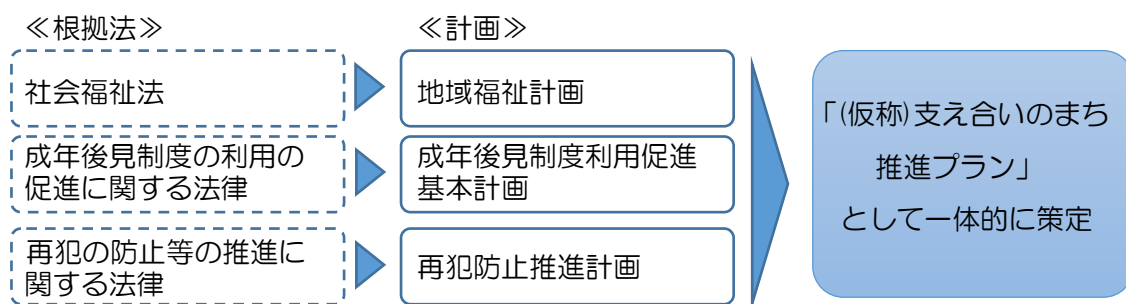 ≪根拠法≫
≪計画≫
社会福祉法
地域福祉計画
成年後見制度の利用の
促進に関する法律
成年後見制度利用促進
基本計画
再犯の防止等の推進に
関する法律
再犯防止推進計画
「(仮称)支え合いのまち
推進プラン」
として一体的に策定